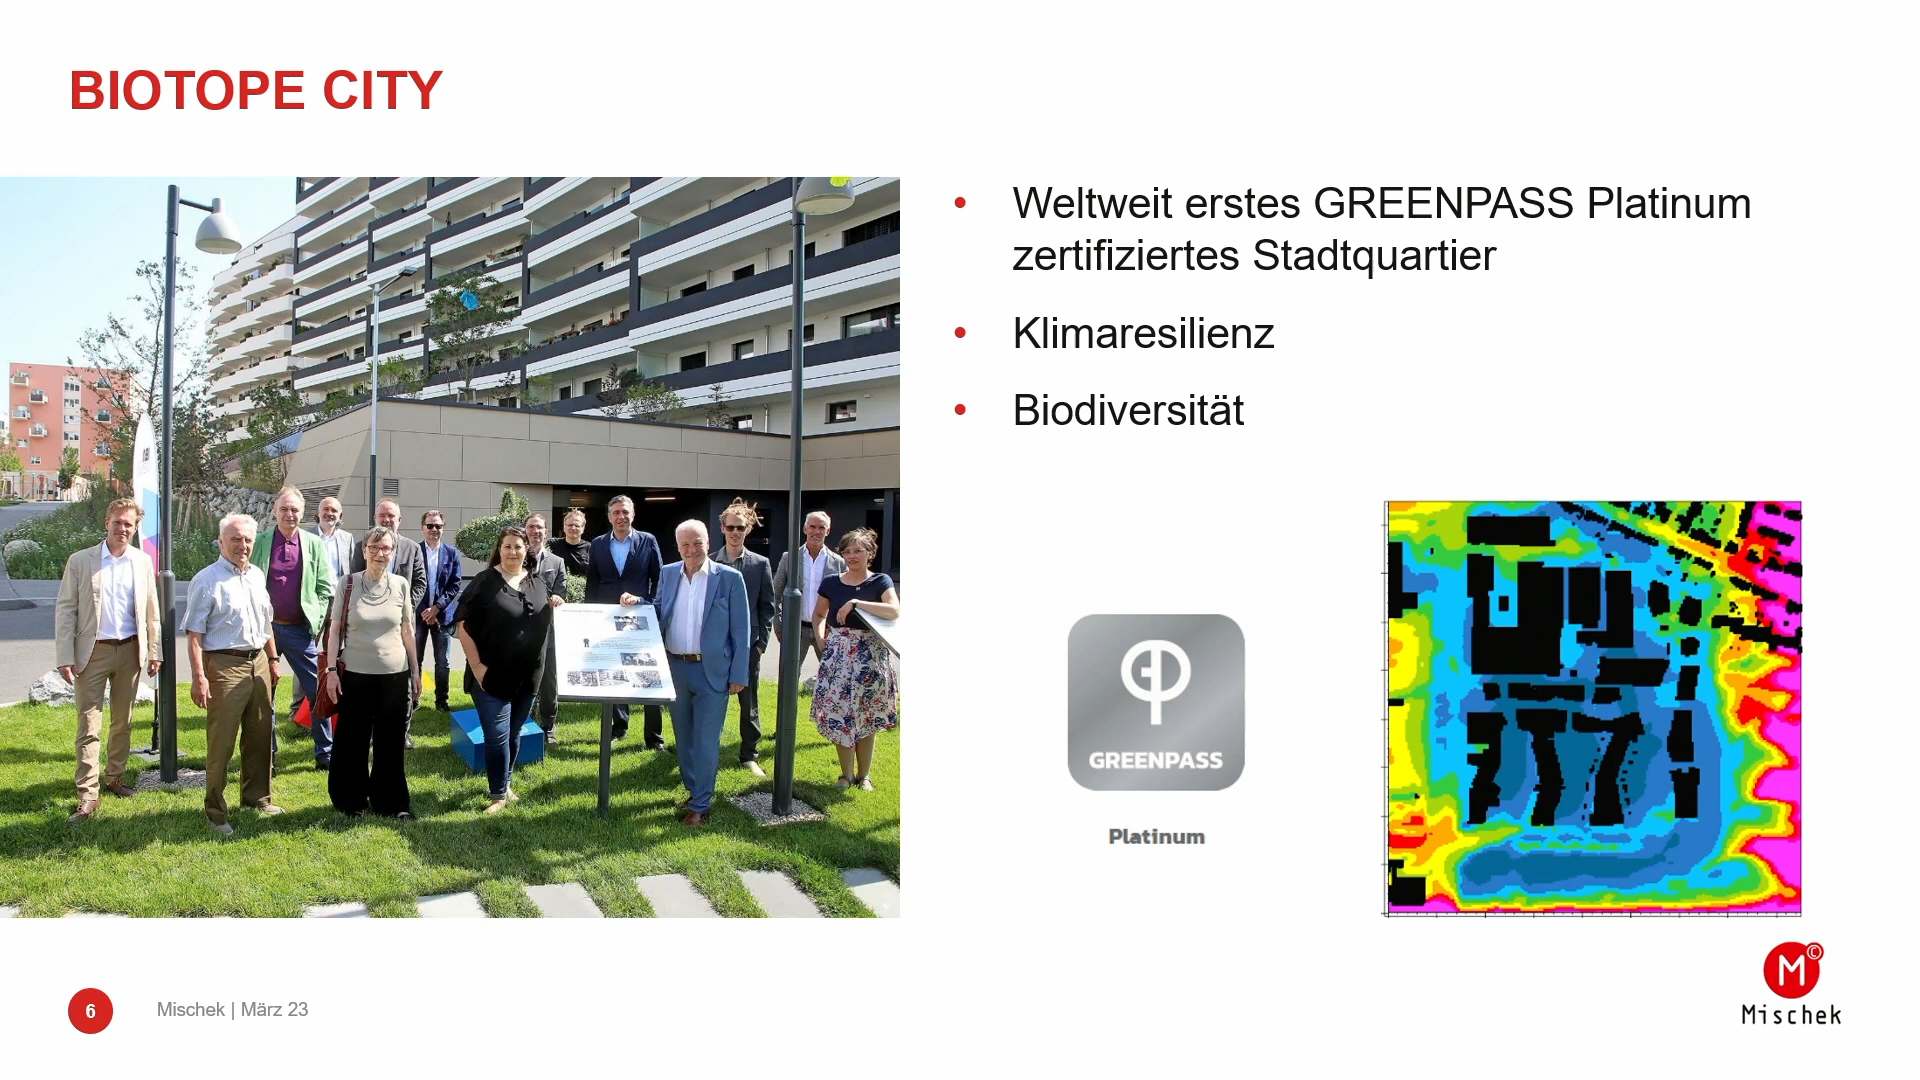 BIOTOPE CITY
• Weltweit erstes GREENPASS Platinum
zertifiziertes Stadtquartier
• Klimaresilienz
• Biodiversität
GREENPASS
Platinum
6
Mischek | März 23
M©
Mischek